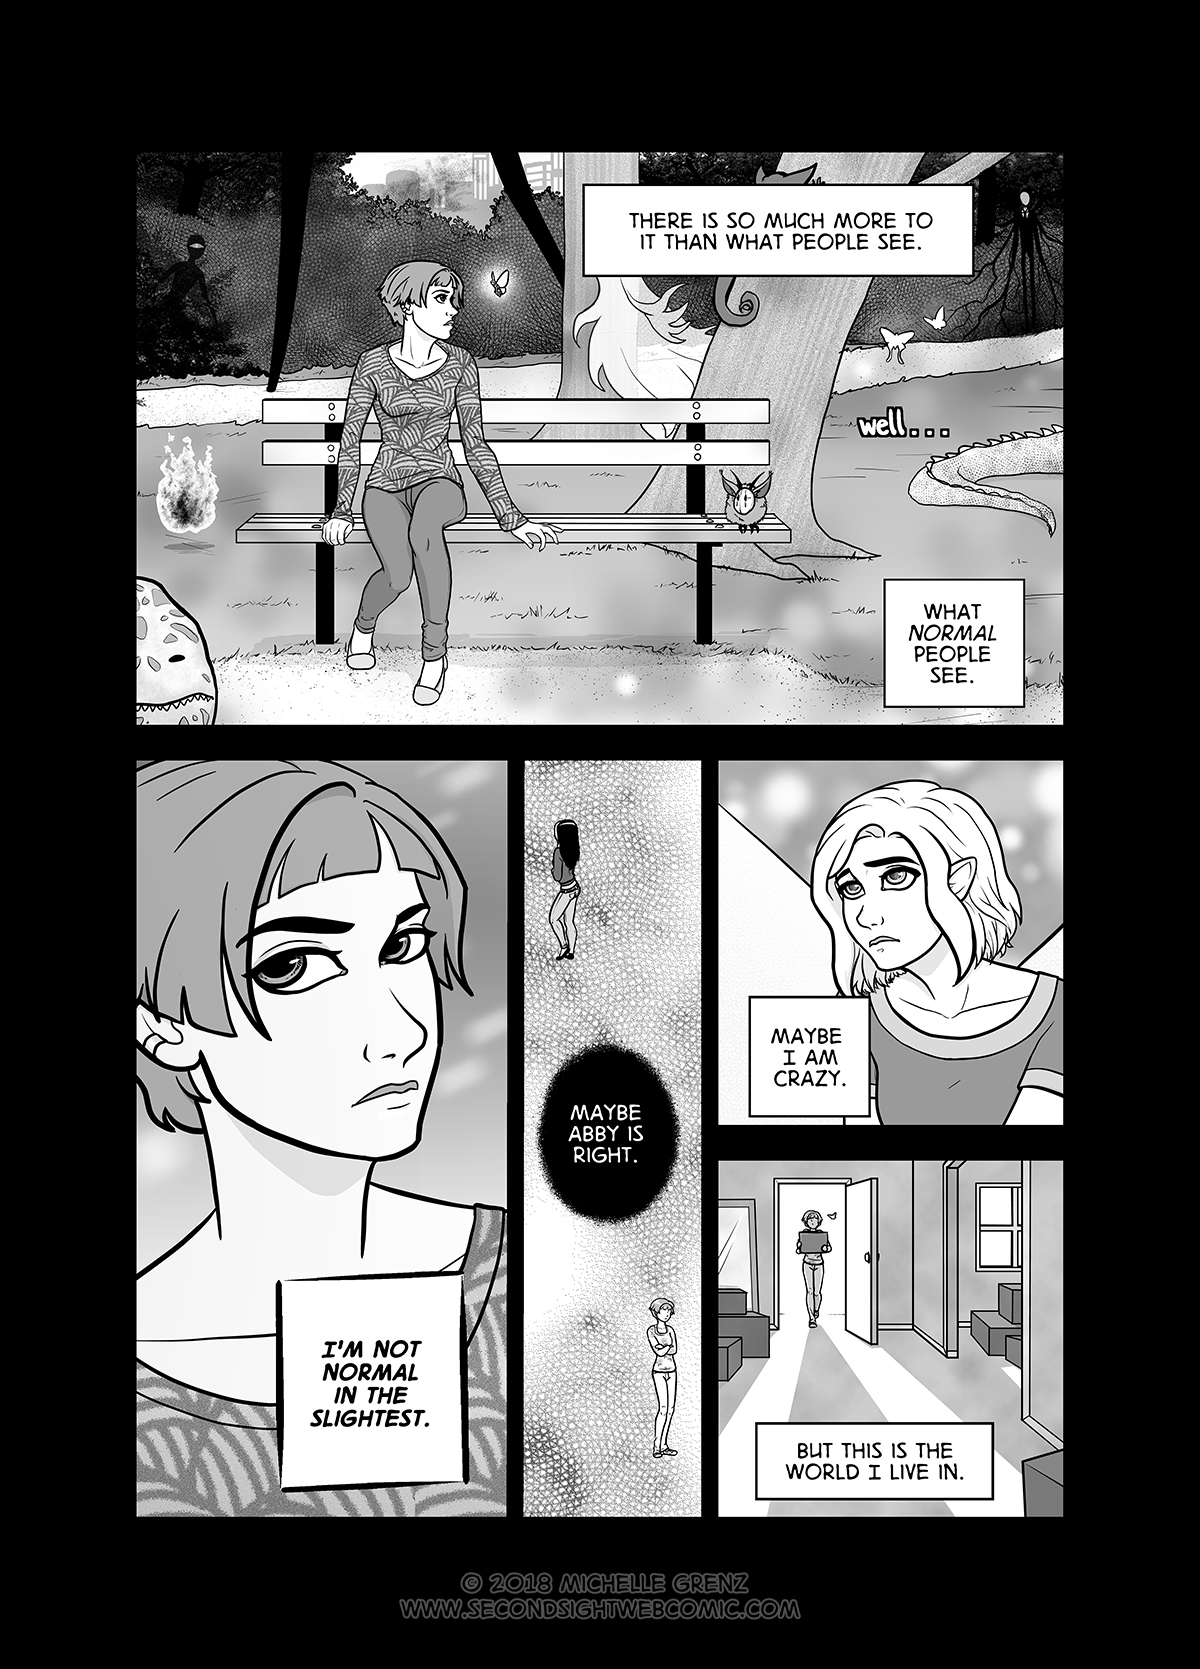 THERE IS SO MUCH MORE TO
IT THAN WHAT PEOPLE SEE.
well...
WHAT
NORMAL
PEOPLE
SEE.
I'M NOT
NORMAL
IN THE
SLIGHTEST.
MAYBE
ABBY IS
RIGHT.
MAYBE
I AM
CRAZY.
BUT THIS IS THE
WORLD I LIVE IN.
© 2018 MICHELLE GRENZ
WWW.SECONDSIGHTWEBCOMIC.COM